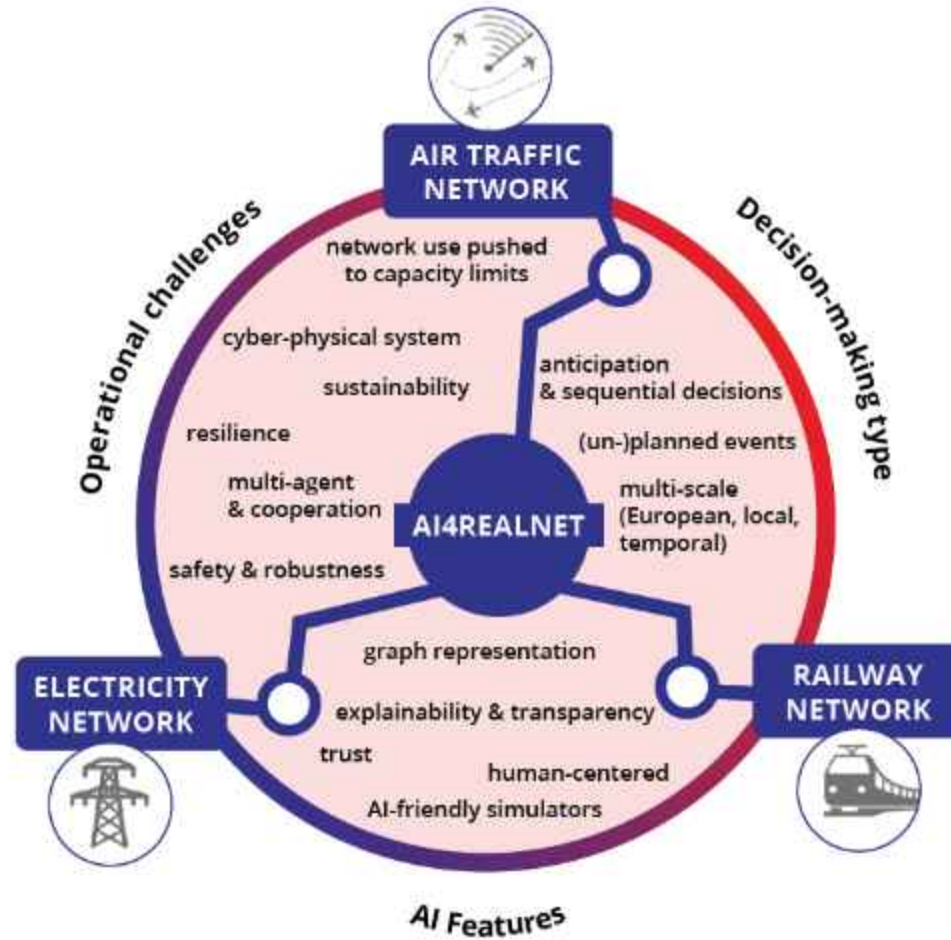 AIR TRAFFIC
NETWORK
Operational challenges
Decision-making type
network use pushed
to capacity limits
cyber-physical system
sustainability
resilience
multi-agent
& cooperation
safety & robustness
anticipation
& sequential decisions
(un-)planned events
multi-scale
(European, local,
temporal)
AI4REALNET
graph representation
explainability & transparency
trust
human-centered
AI-friendly simulators
ELECTRICITY
NETWORK
RAILWAY
NETWORK
AI Features